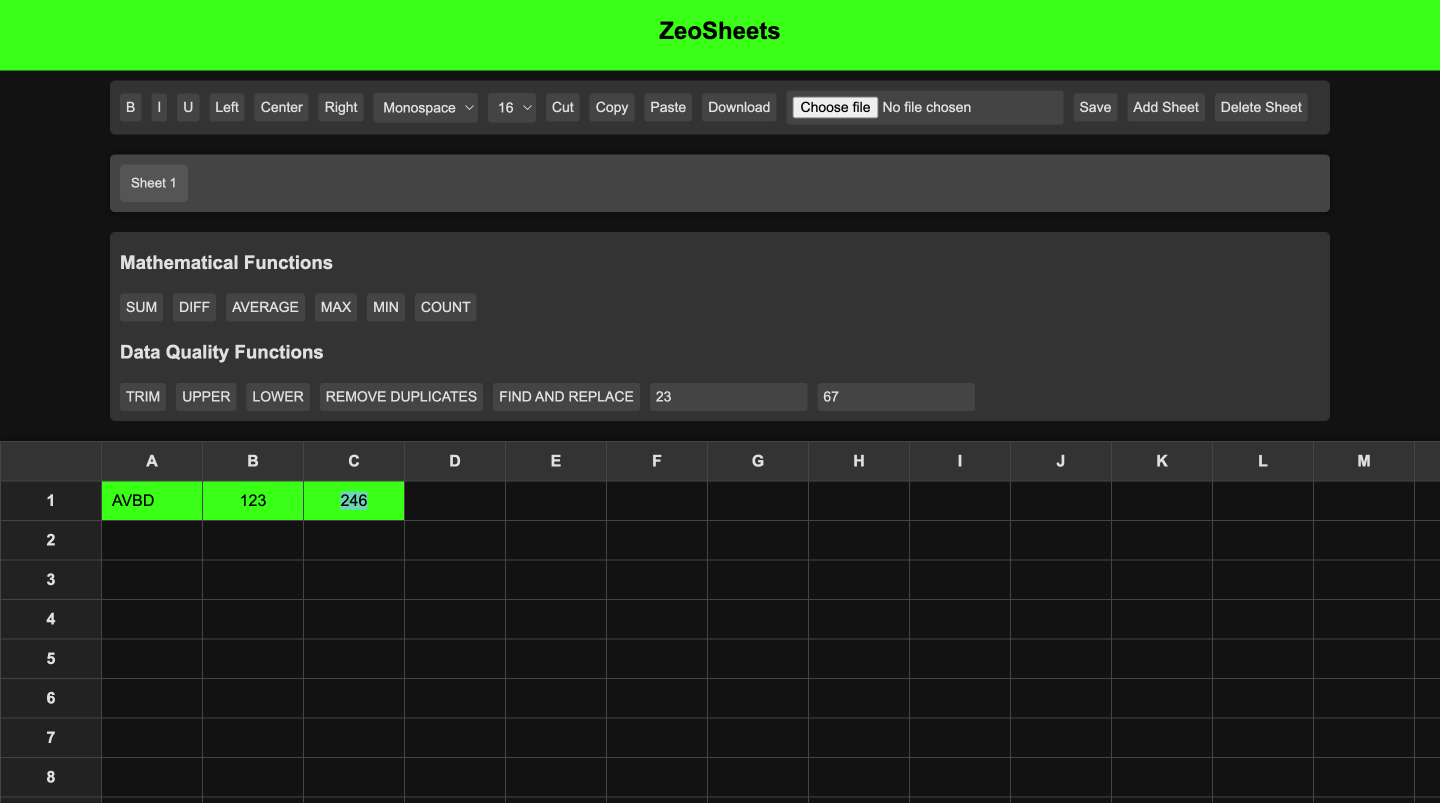 ZeoSheets
B I U Left Center Right Monospace 16 Cut Copy Paste Download Choose file No file chosen Save Add Sheet Delete Sheet
Sheet 1
Mathematical Functions
SUM DIFF AVERAGE MAX MIN COUNT
Data Quality Functions
TRIM UPPER LOWER REMOVE DUPLICATES FIND AND REPLACE 23 67
A B C D E F G H I J K L M
1 AVBD 123 246
2
3
4
5
6
7
8